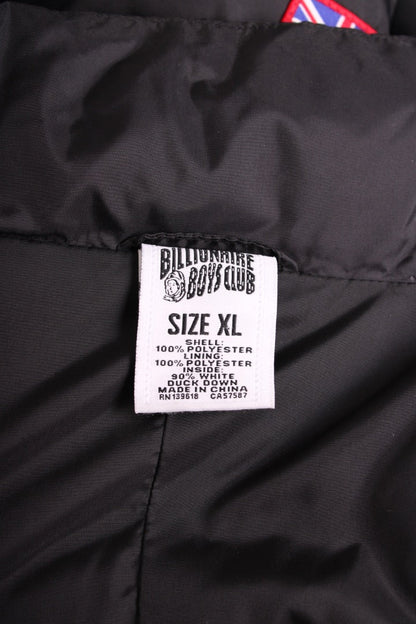 BILLIONAIRE
BOYS CLUB
SIZE XL
SHELL:
100% POLYESTER
LINING:
100% POLYESTER
INSIDE:
90% WHITE
DUCK DOWN
MADE IN CHINA
RN139618 CA57587